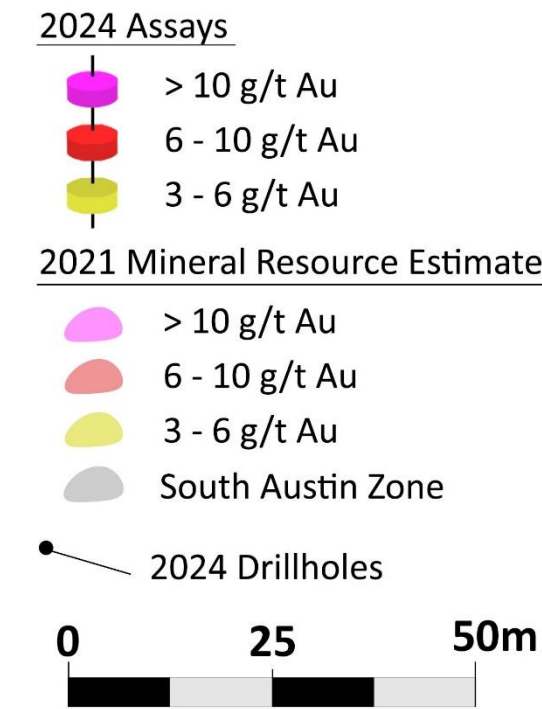 2024 Assays
> 10 g/t Au
6 - 10 g/t Au
3 - 6 g/t Au
2021 Mineral Resource Estimate
> 10 g/t Au
6 - 10 g/t Au
3 - 6 g/t Au
South Austin Zone
2024 Drillholes
0 25 50m